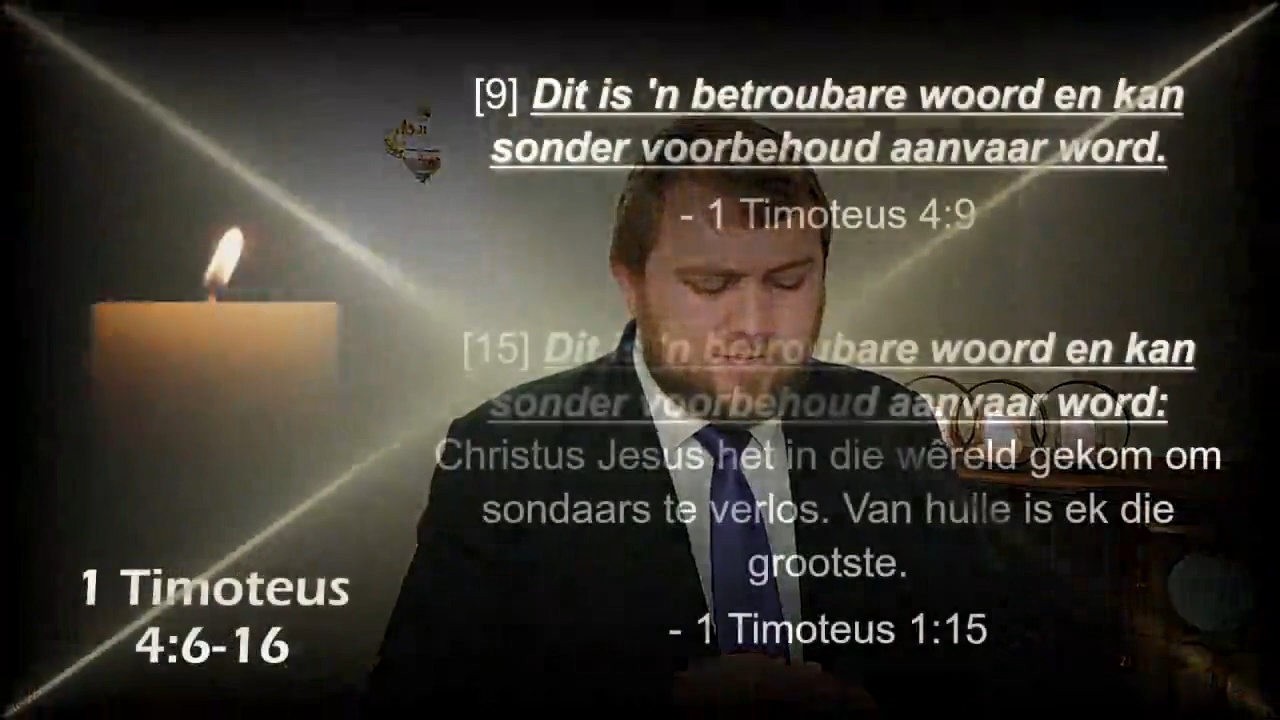 [9] Dit is 'n betroubare woord en kan
sonder voorbehoud aanvaar word.
- 1 Timoteus 4:9
[15] Dit is 'n betroubare woord en kan
sonder voorbehoud aanvaar word:
Christus Jesus het in die wêreld gekom om
sondaars te verlos. Van hulle is ek die
grootste.
- 1 Timoteus 1:15
1 Timoteus
4:6-16